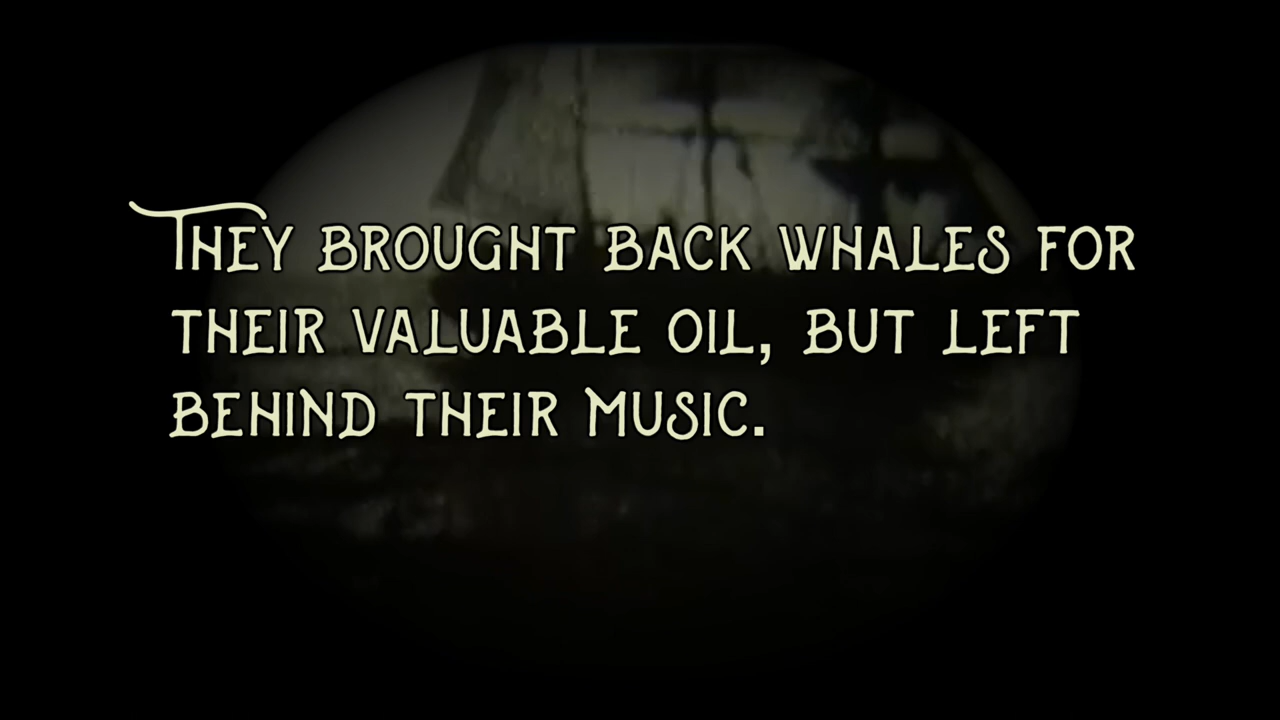 They brought back whales for
their valuable oil, but left
behind their music.